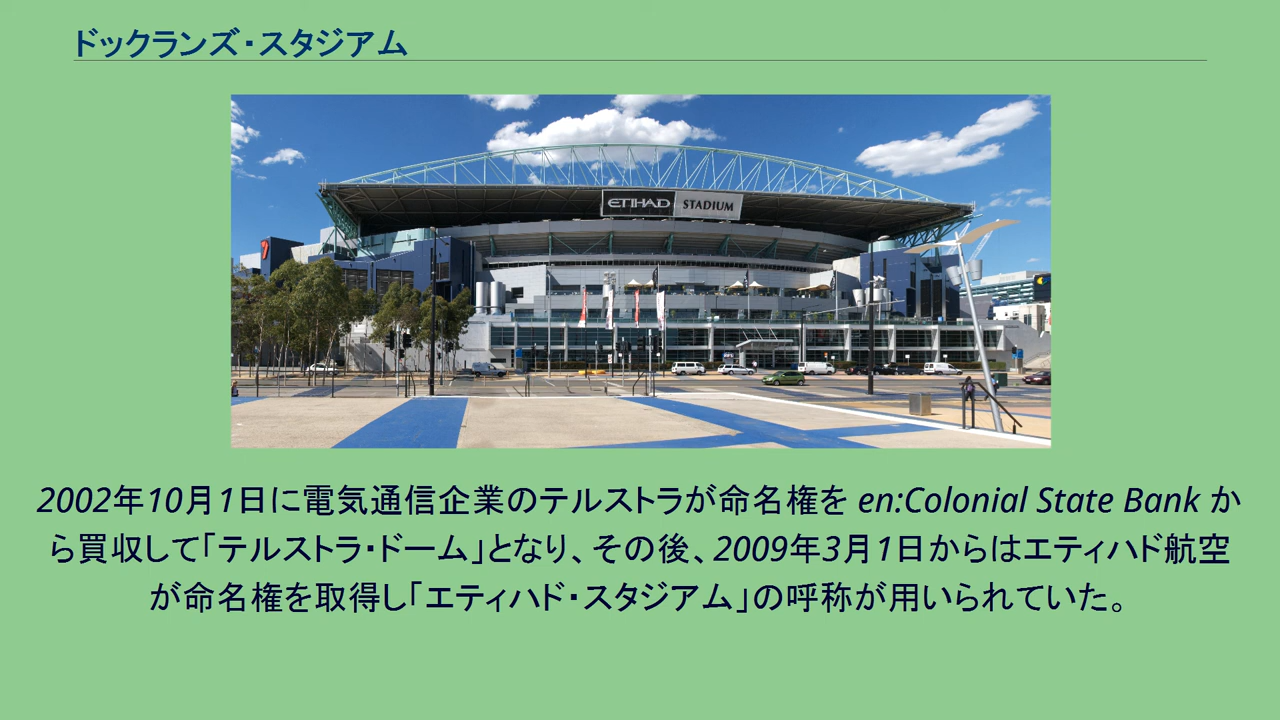 ドックランズ・スタジアム
ETIHAD STADIUM
2002年10月1日に電気通信企業のテルストラが命名権を en:Colonial State Bank か
ら買収して「テルストラ・ドーム」となり、その後、2009年3月1日からはエティハド航空
が命名権を取得し「エティハド・スタジアム」の呼称が用いられていた。